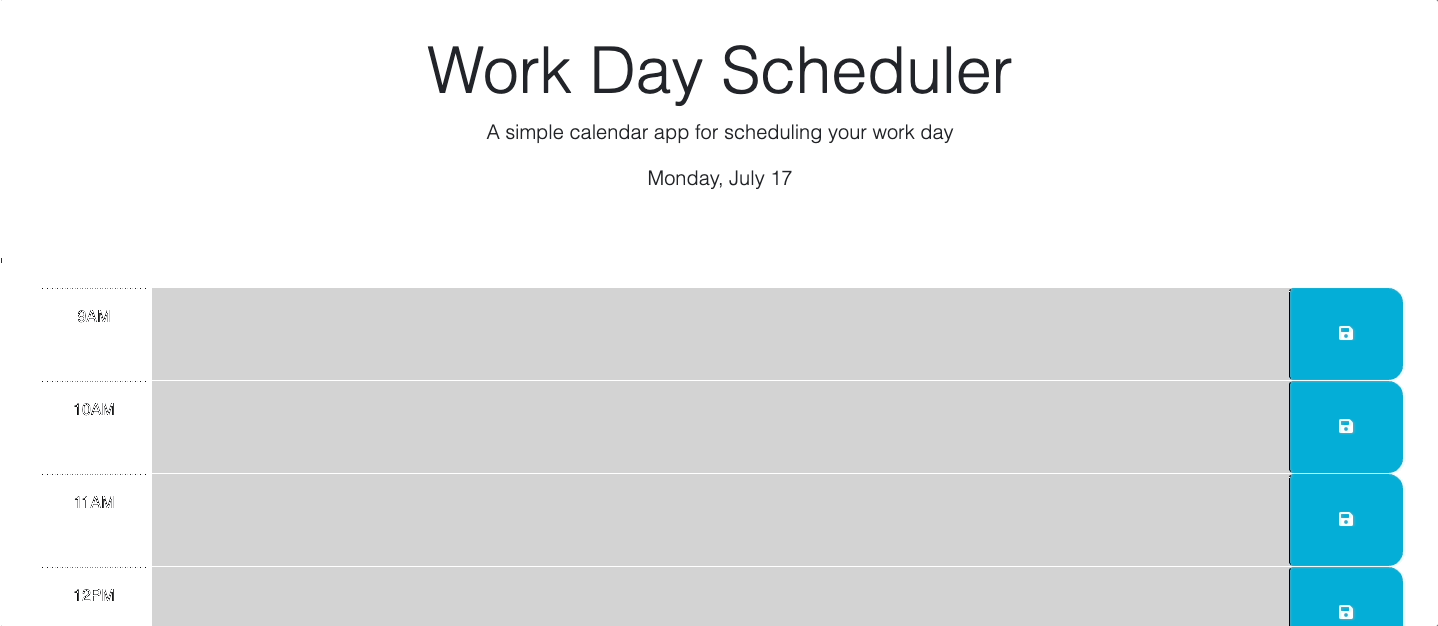 Work Day Scheduler
A simple calendar app for scheduling your work day
Monday, July 17
9AM
10AM
11AM
12PM